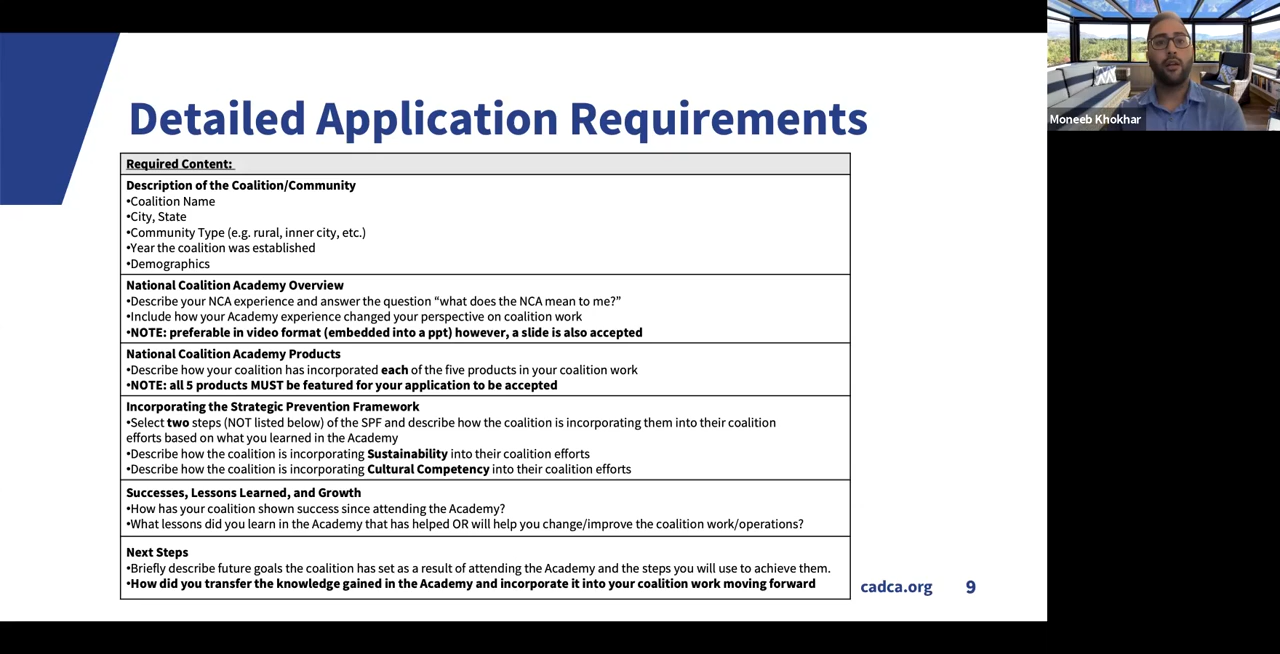 Detailed Application Requirements
Required Content:
Description of the Coalition/Community
•Coalition Name
•City, State
•Community Type (e.g. rural, inner city, etc.)
•Year the coalition was established
•Demographics
National Coalition Academy Overview
•Describe your NCA experience and answer the question “what does the NCA mean to me?”
•Include how your Academy experience changed your perspective on coalition work
•NOTE: preferable in video format (embedded into a ppt) however, a slide is also accepted
National Coalition Academy Products
•Describe how your coalition has incorporated each of the five products in your coalition work
•NOTE: all 5 products MUST be featured for your application to be accepted
Incorporating the Strategic Prevention Framework
•Select two steps (NOT listed below) of the SPF and describe how the coalition is incorporating them into their coalition
efforts based on what you learned in the Academy
•Describe how the coalition is incorporating Sustainability into their coalition efforts
•Describe how the coalition is incorporating Cultural Competency into their coalition efforts
Successes, Lessons Learned, and Growth
•How has your coalition shown success since attending the Academy?
•What lessons did you learn in the Academy that has helped OR will help you change/improve the coalition work/operations?
Next Steps
•Briefly describe future goals the coalition has set as a result of attending the Academy and the steps you will use to achieve them.
•How did you transfer the knowledge gained in the Academy and incorporate it into your coalition work moving forward
cadca.org 9
Moneeb Khokhar